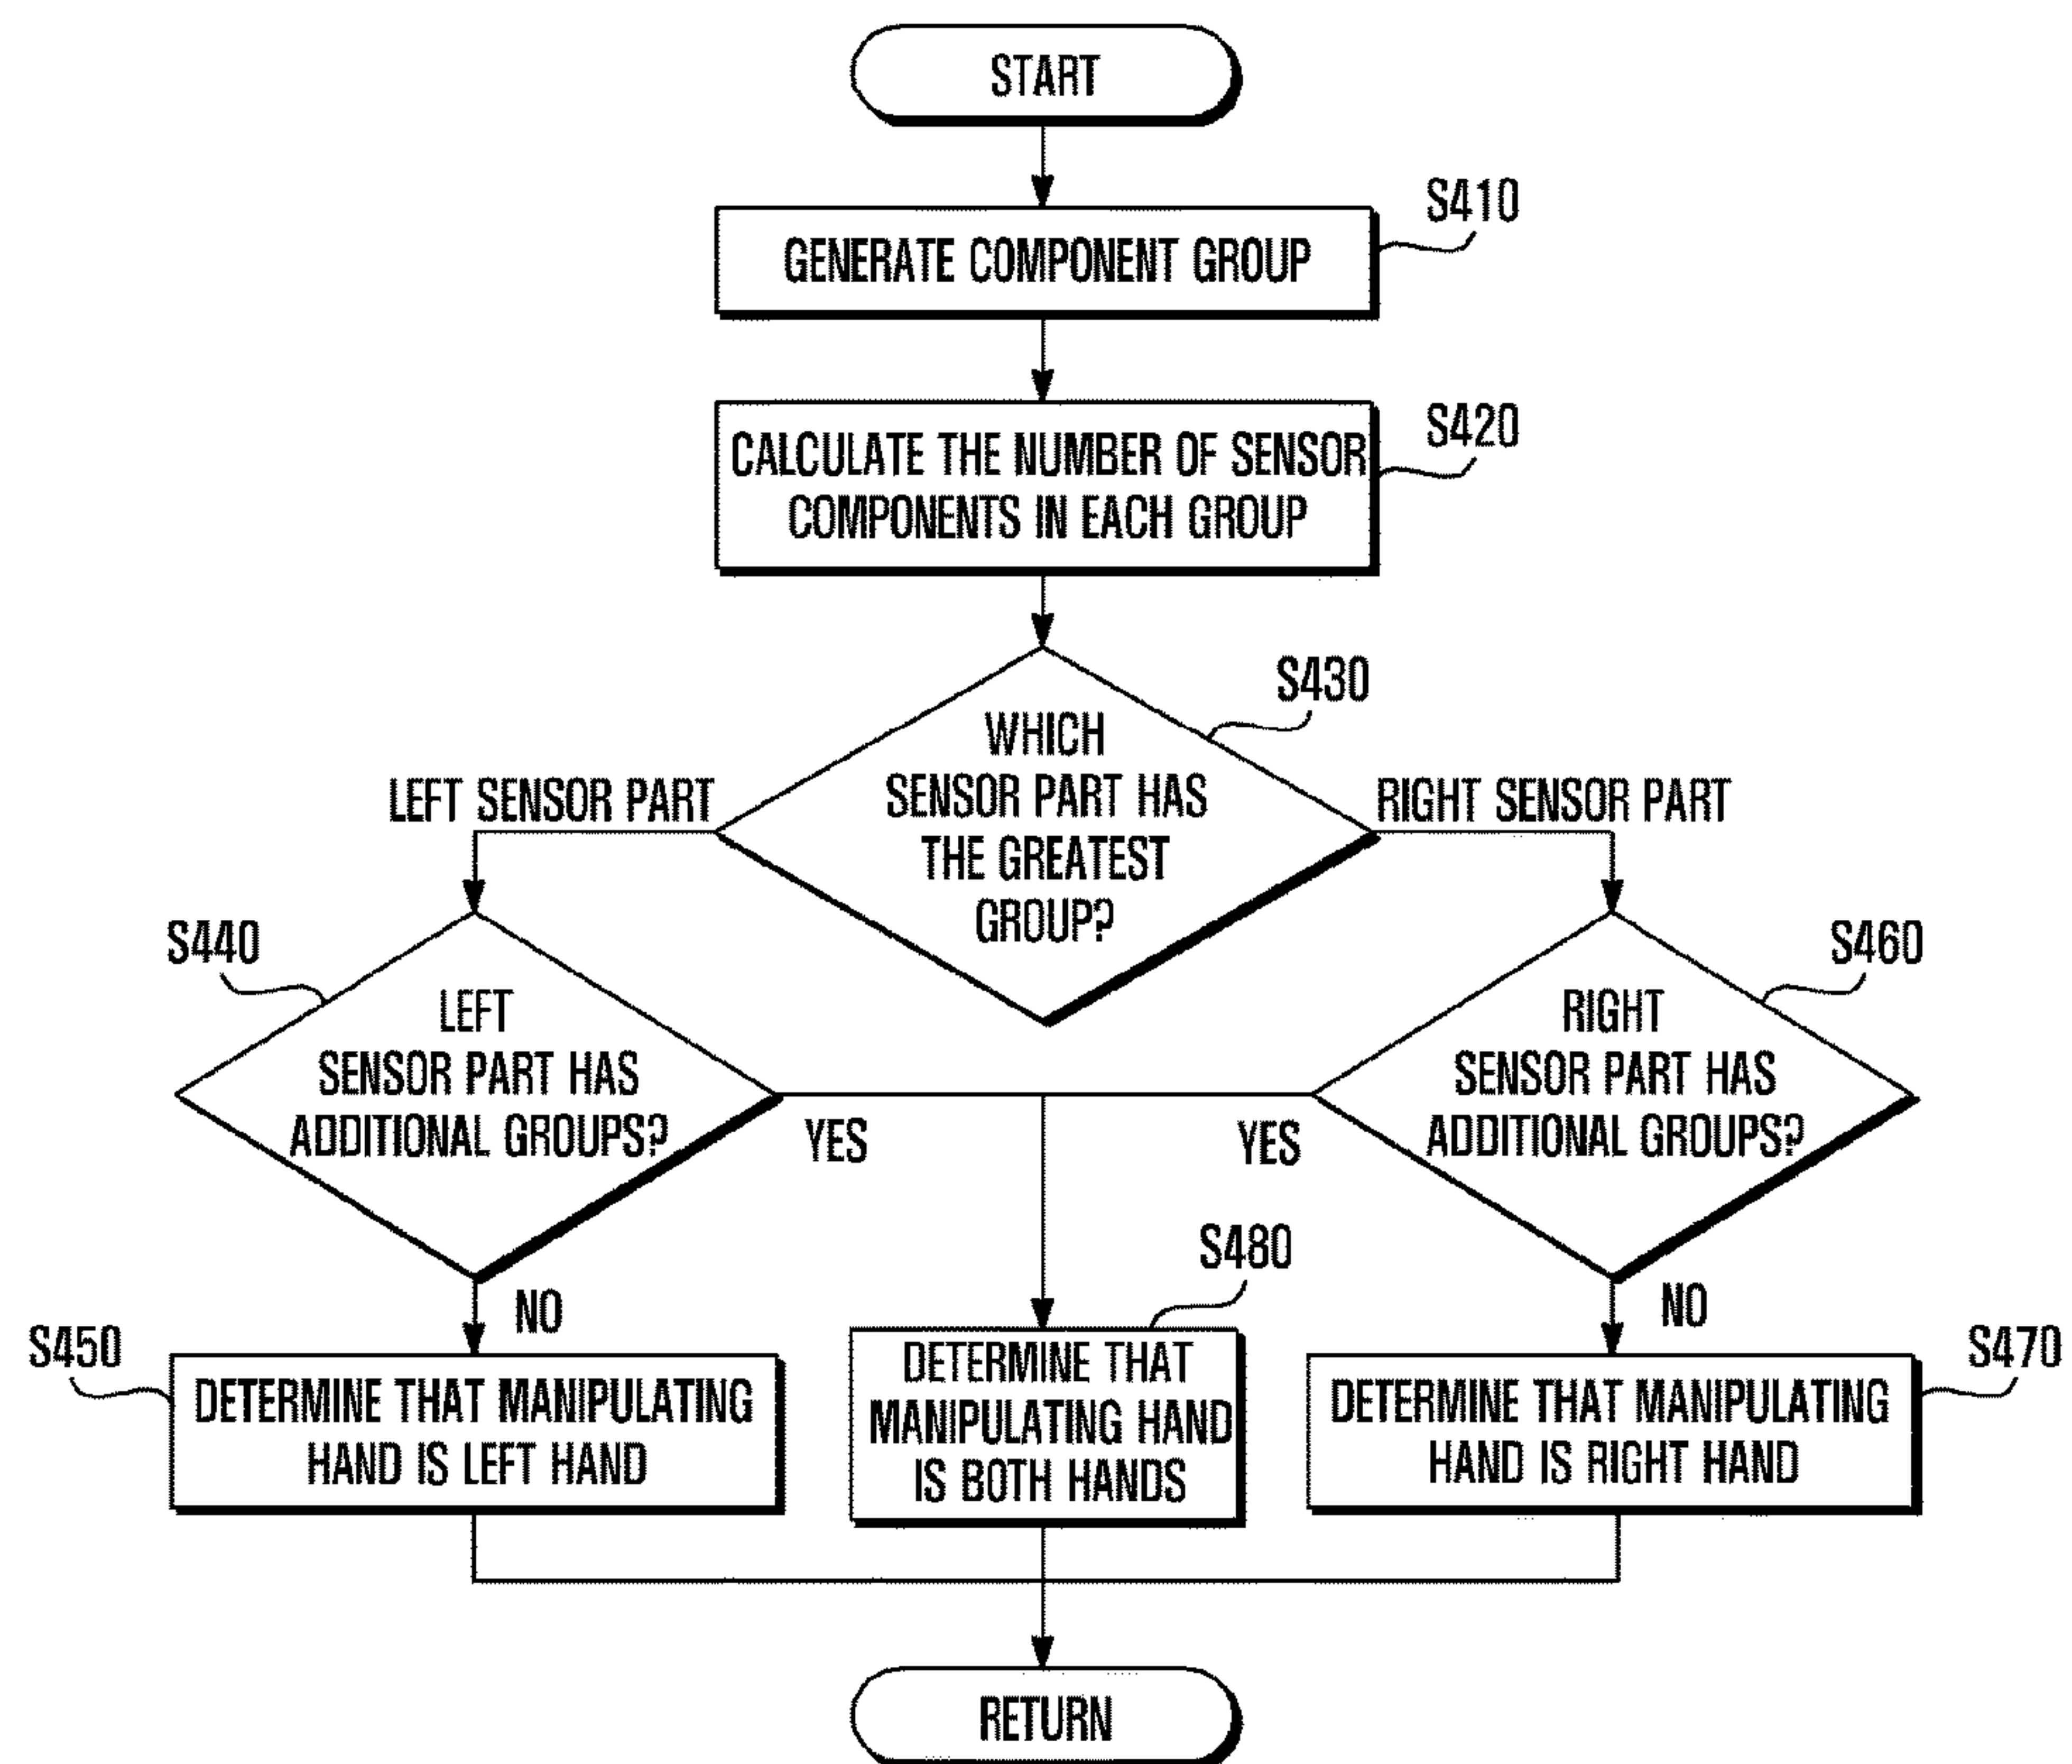 START
S410
GENERATE COMPONENT GROUP
S420
CALCULATE THE NUMBER OF SENSOR
COMPONENTS IN EACH GROUP
S430
WHICH
SENSOR PART HAS
THE GREATEST
GROUP?
LEFT SENSOR PART
RIGHT SENSOR PART
S440
LEFT
SENSOR PART HAS
ADDITIONAL GROUPS?
YES
NO
S460
RIGHT
SENSOR PART HAS
ADDITIONAL GROUPS?
YES
NO
S450
DETERMINE THAT MANIPULATING
HAND IS LEFT HAND
S480
DETERMINE THAT
MANIPULATING HAND
IS BOTH HANDS
S470
DETERMINE THAT MANIPULATING
HAND IS RIGHT HAND
RETURN